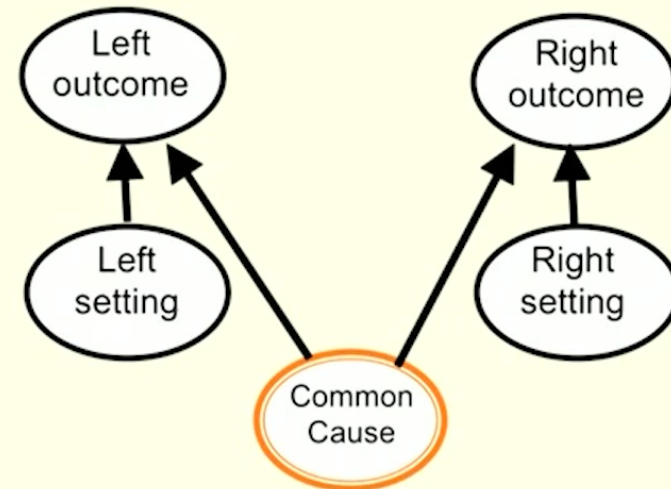 Left
outcome
Right
outcome
Left
setting
Right
setting
Common
Cause